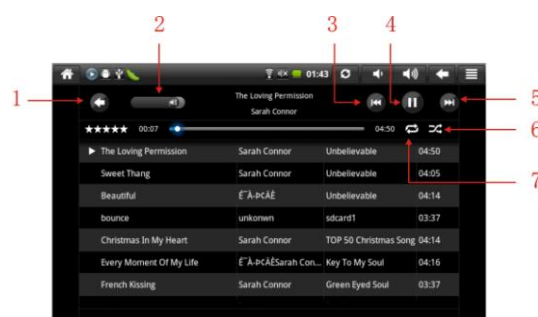 3
4
2
01:43
1
The Loving Permission
Sarah Connor
5
★★★★★ 00:07 04:50
6
The Loving Permission Sarah Connor Unbelievable 04:50
7
Sweet Thang Sarah Connor Unbelievable 04:05
Beautiful É¯À-ÞCÄÈ Unbelievable 04:14
bounce unkonwn sdcard1 03:37
Christmas In My Heart Sarah Connor TOP 50 Christmas Song 04:14
Every Moment Of My Life É¯À-ÞCÄÈSarah Con... Key To My Soul 04:16
French Kissing Sarah Connor Green Eyed Soul 03:37